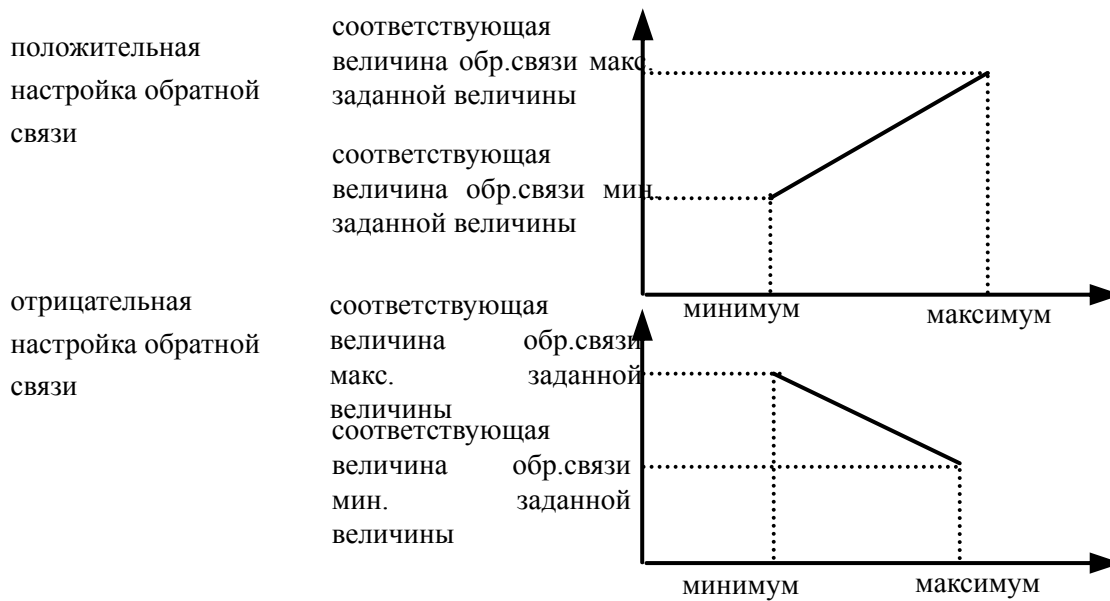 положительная
настройка обратной
связи
соответствующая
величина обр.связи макс.
заданной величины
соответствующая
величина обр.связи мин.
заданной величины
минимум
максимум
отрицательная
настройка обратной
связи
соответствующая
величина обр.связи
макс. заданной
величины
соответствующая
величина обр.связи
мин. заданной
величины
минимум
максимум